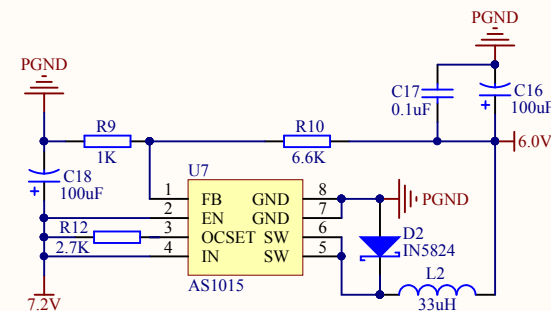 PGND
PGND
C17
0.1uF
C16
100uF
R9
1K
R10
6.6K
6.0V
C18
100uF
U7
1 FB GND 8
2 EN GND 7
3 OCSET SW 6
4 IN SW 5
AS1015
PGND
R12
2.7K
D2
IN5824
L2
33uH
7.2V